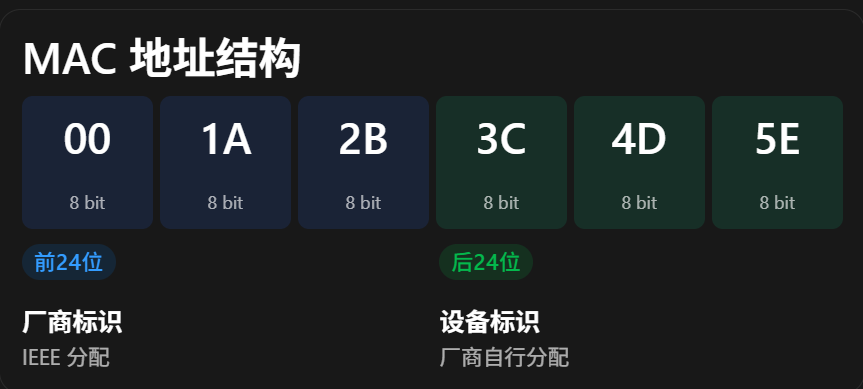 MAC 地址结构
00 1A 2B 3C 4D 5E
8 bit 8 bit 8 bit 8 bit 8 bit 8 bit
前24位 后24位
厂商标识 设备标识
IEEE 分配 厂商自行分配